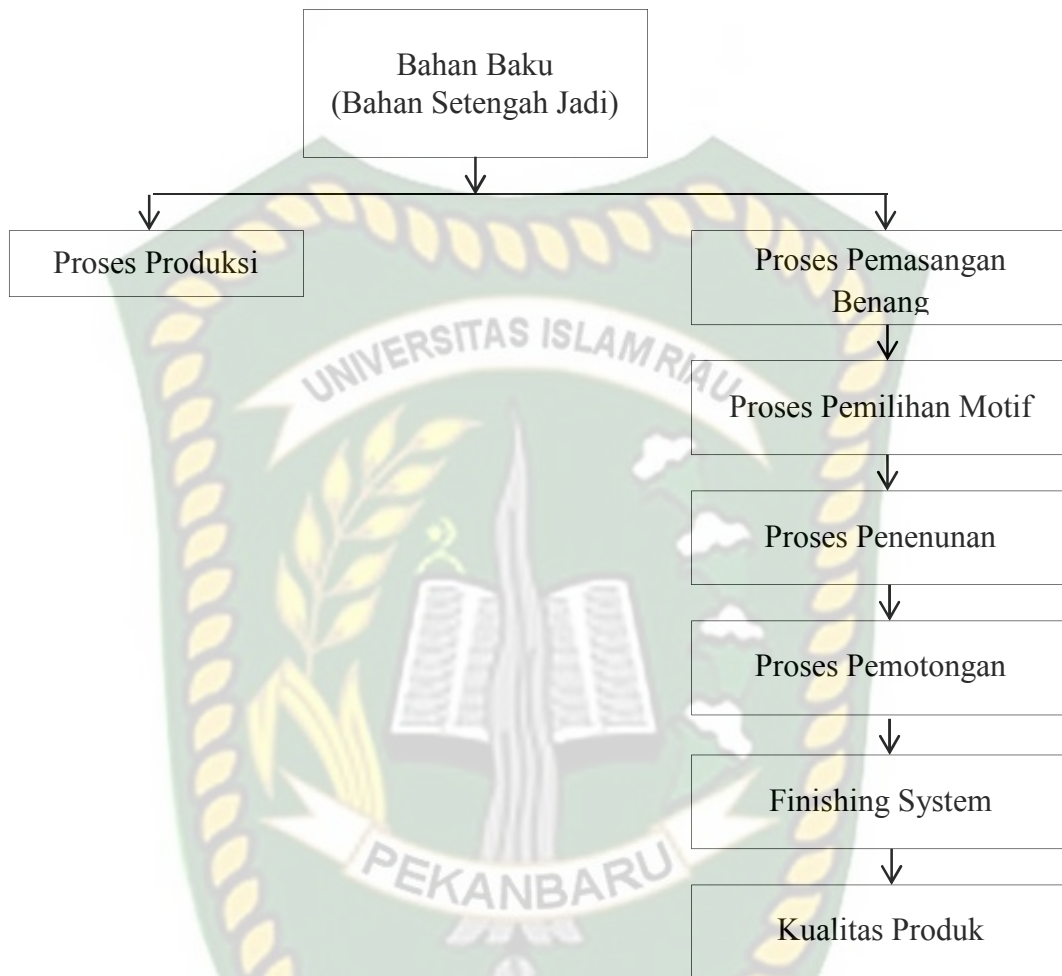 Bahan Baku
(Bahan Setengah Jadi)
Proses Produksi
Proses Pemasangan
Benang
Proses Pemilihan Motif
Proses Penenunan
Proses Pemotongan
Finishing System
Kualitas Produk
UNIVERSITAS ISLAM RIAU
PEKANBARU